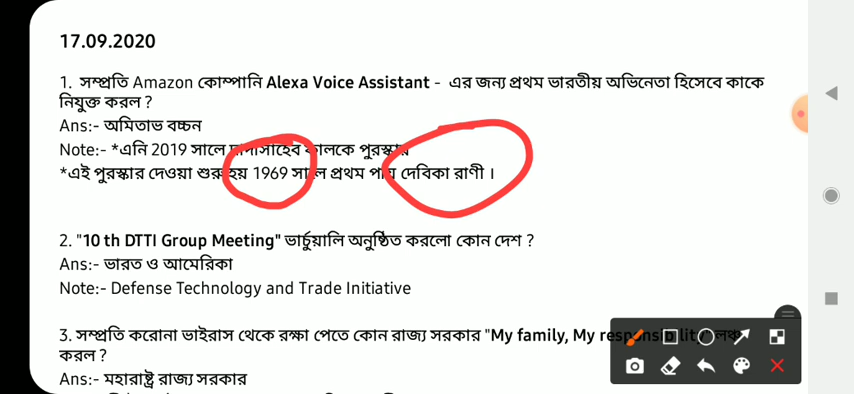 17.09.2020
1. সম্প্রতি Amazon কোম্পানি Alexa Voice Assistant - এর জন্য প্রথম ভারতীয় অভিনেতা হিসেবে কাকে
নিযুক্ত করল ?
Ans:- অমিতাভ বচ্চন
Note:- *এনি 2019 সালে দাদাসাহেব ফালকে পুরস্কার
*এই পুরস্কার দেওয়া শুরু হয় 1969 সালে প্রথম পায় দেবিকা রাণী ।
2. "10 th DTTI Group Meeting" ভার্চুয়ালি অনুষ্ঠিত করলো কোন দেশ ?
Ans:- ভারত ও আমেরিকা
Note:- Defense Technology and Trade Initiative
3. সম্প্রতি করোনা ভাইরাস থেকে রক্ষা পেতে কোন রাজ্য সরকার "My family, My responsibility" লঞ্চ
করল ?
Ans:- মহারাষ্ট্র রাজ্য সরকার